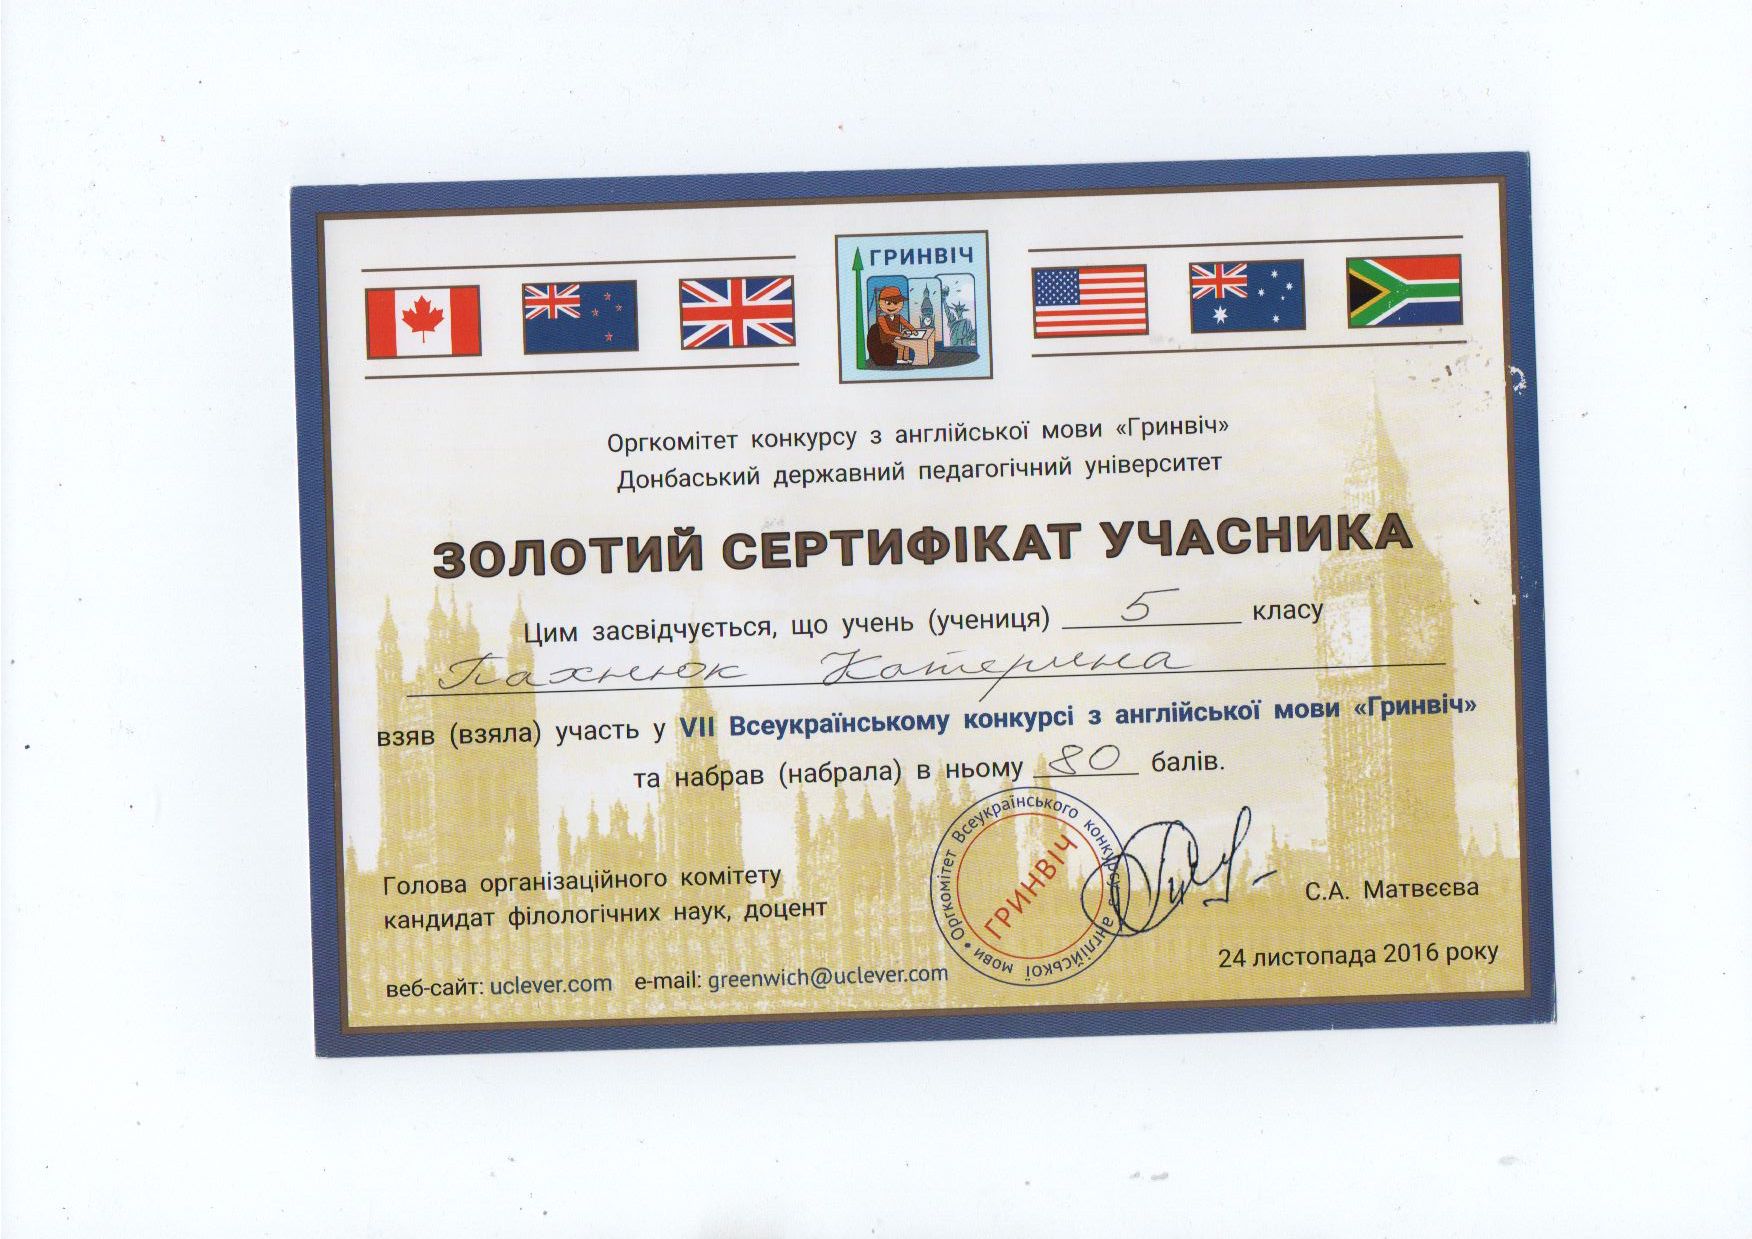 ГРИНВІЧ
Оргкомітет конкурсу з англійської мови «Гринвіч»
Донбаський державний педагогічний університет
ЗОЛОТИЙ СЕРТИФІКАТ УЧАСНИКА
Цим засвідчується, що учень (учениця) 5 класу
Пахнюк Катерина
взяв (взяла) участь у VII Всеукраїнському конкурсі з англійської мови «Гринвіч»
та набрав (набрала) в ньому 80 балів.
Оргкомітет Всеукраїнського конкурсу з англійської мови
ГРИНВІЧ
Голова організаційного комітету
кандидат філологічних наук, доцент
С.А. Матвєєва
24 листопада 2016 року
веб-сайт: uclever.com e-mail: greenwich@uclever.com